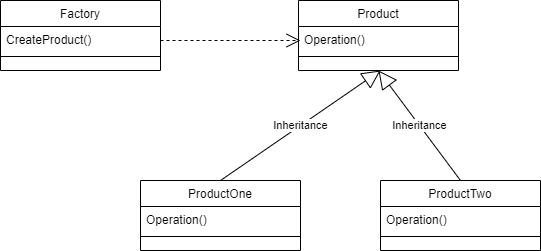 Factory
CreateProduct()
Product
Operation()
Inheritance
Inheritance
ProductOne
Operation()
ProductTwo
Operation()